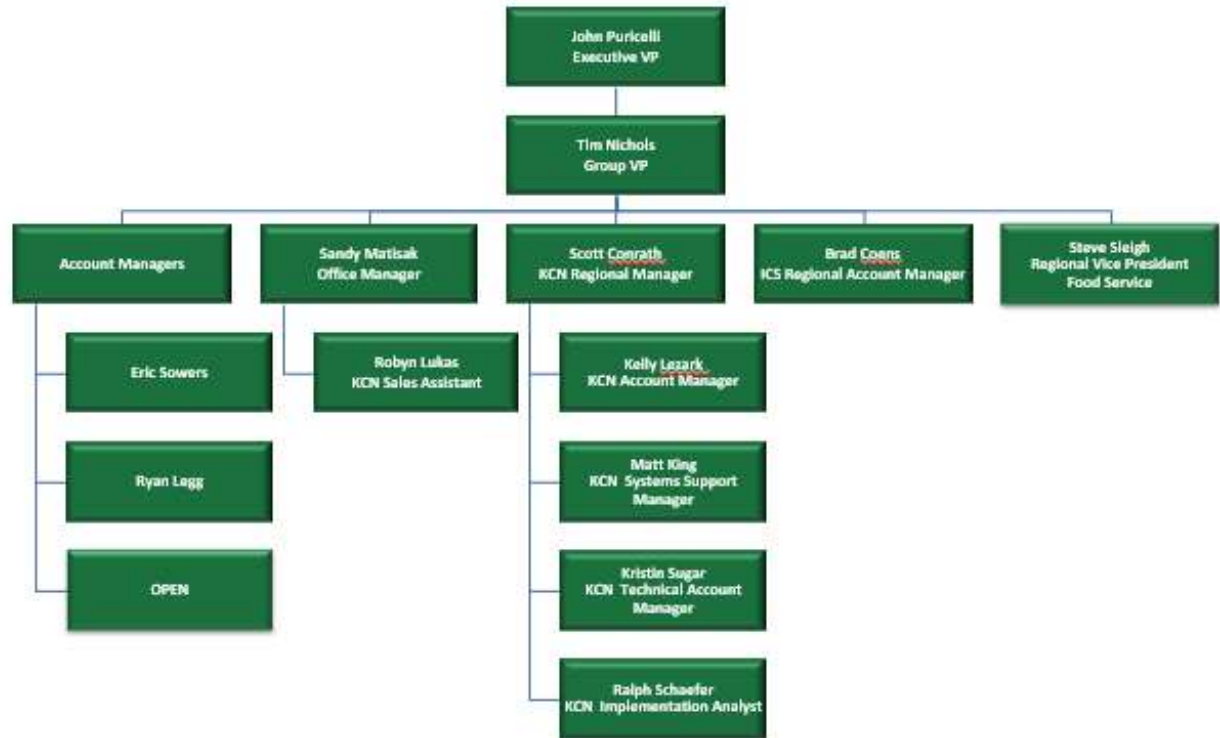 John Puricelli
Executive VP
Tim Nichols
Group VP
Account Managers
Sandy Matisak
Office Manager
Scott Conrath
KCN Regional Manager
Brad Coens
ICS Regional Account Manager
Steve Sleigh
Regional Vice President
Food Service
Eric Sowers
Robyn Lukas
KCN Sales Assistant
Kelly Lezark
KCN Account Manager
Ryan Legg
Matt King
KCN Systems Support
Manager
OPEN
Kristin Sugar
KCN Technical Account
Manager
Ralph Schaefer
KCN Implementation Analyst